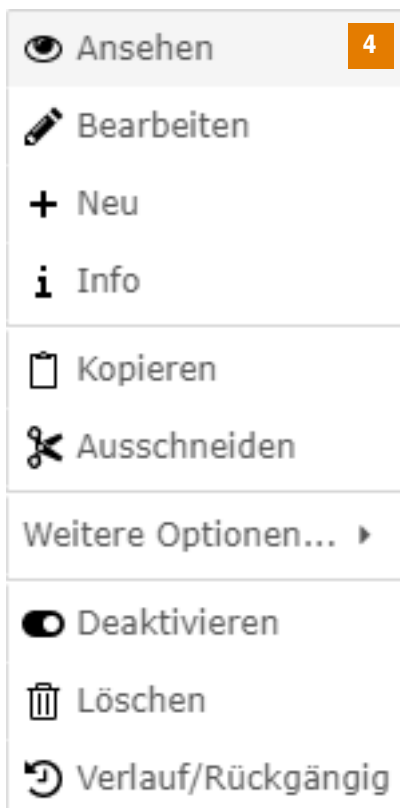 Ansehen 4
Bearbeiten
Neu
Info
Kopieren
Ausschneiden
Weitere Optionen...
Deaktivieren
Löschen
Verlauf/Rückgängig